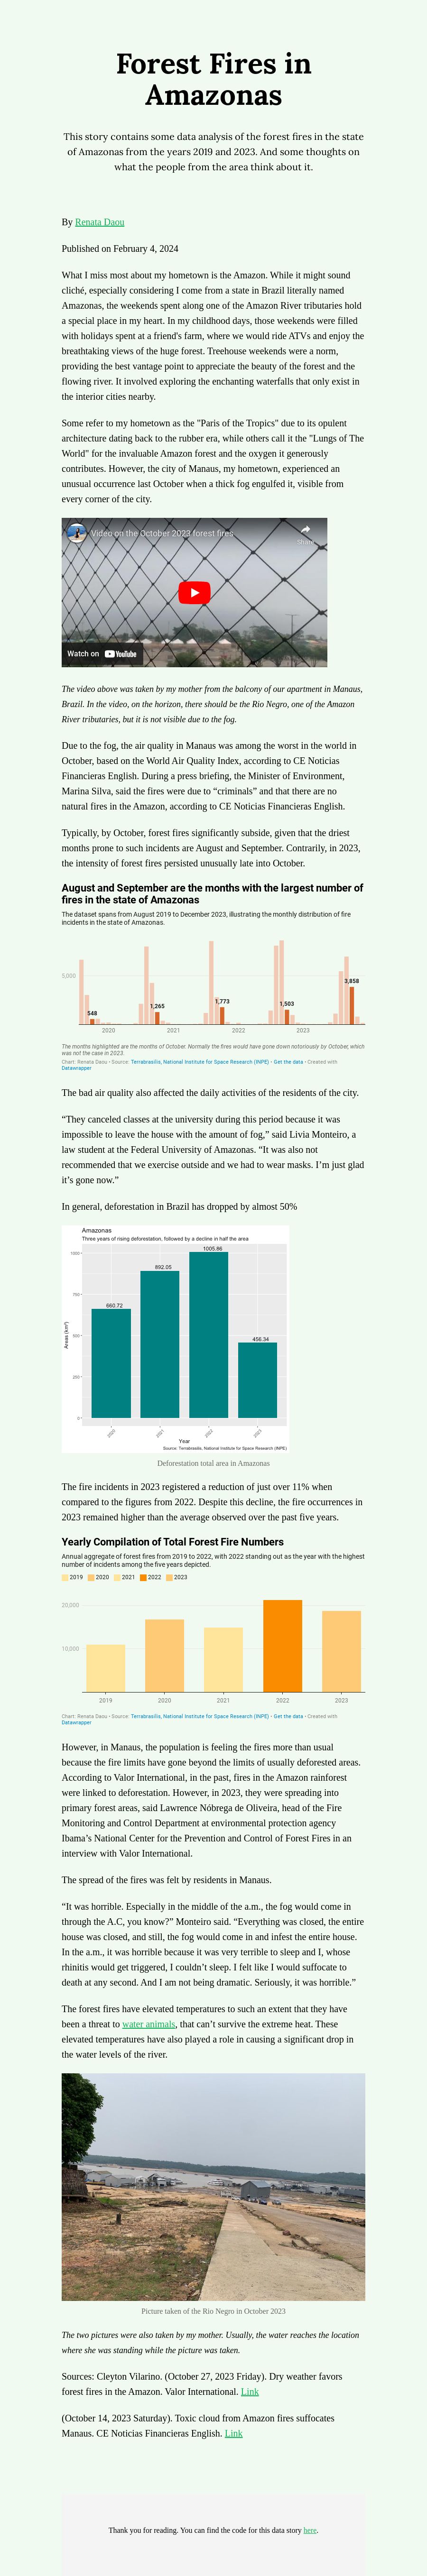 Forest Fires in
Amazonas
This story contains some data analysis of the forest fires in the state
of Amazonas from the years 2019 and 2023. And some thoughts on
what the people from the area think about it.
By Renata Daou
Published on February 4, 2024
What I miss most about my hometown is the Amazon. While it might sound
cliché, especially considering I come from a state in Brazil literally named
Amazonas, the weekends spent along one of the Amazon River tributaries hold
a special place in my heart. In my childhood days, those weekends were filled
with holidays spent at a friend's farm, where we would ride ATVs and enjoy the
breathtaking views of the huge forest. Treehouse weekends were a norm,
providing the best vantage point to appreciate the beauty of the forest and the
flowing river. It involved exploring the enchanting waterfalls that only exist in
the interior cities nearby.
Some refer to my hometown as the "Paris of the Tropics" due to its opulent
architecture dating back to the rubber era, while others call it the "Lungs of The
World" for the invaluable Amazon forest and the oxygen it generously
contributes. However, the city of Manaus, my hometown, experienced an
unusual occurrence last October when a thick fog engulfed it, visible from
every corner of the city.
Video on the October 2023 forest fires
Share
Watch on YouTube
The video above was taken by my mother from the balcony of our apartment in Manaus,
Brazil. In the video, on the horizon, there should be the Rio Negro, one of the Amazon
River tributaries, but it is not visible due to the fog.
Due to the fog, the air quality in Manaus was among the worst in the world in
October, based on the World Air Quality Index, according to CE Noticias
Financieras English. During a press briefing, the Minister of Environment,
Marina Silva, said the fires were due to “criminals” and that there are no
natural fires in the Amazon, according to CE Noticias Financieras English.
Typically, by October, forest fires significantly subside, given that the driest
months prone to such incidents are August and September. Contrarily, in 2023,
the intensity of forest fires persisted unusually late into October.
August and September are the months with the largest number of
fires in the state of Amazonas
The dataset spans from August 2019 to December 2023, illustrating the monthly distribution of fire
incidents in the state of Amazonas.
5,000
548
1,265
1,773
1,503
3,858
2020 2021 2022 2023
The months highlighted are the months of October. Normally the fires would have gone down notoriously by October, which
was not the case in 2023.
Chart: Renata Daou • Source: Terrabrasilis, National Institute for Space Research (INPE) • Get the data • Created with
Datawrapper
The bad air quality also affected the daily activities of the residents of the city.
“They canceled classes at the university during this period because it was
impossible to leave the house with the amount of fog,” said Livia Monteiro, a
law student at the Federal University of Amazonas. “It was also not
recommended that we exercise outside and we had to wear masks. I’m just glad
it’s gone now.”
In general, deforestation in Brazil has dropped by almost 50%
Amazonas
Three years of rising deforestation, followed by a decline in half the area
1005.86
892.05
660.72
456.34
1000
750
500
250
0
Areas (km²)
2020 2021 2022 2023
Year
Source: Terrabrasilis, National Institute for Space Research (INPE)
Deforestation total area in Amazonas
The fire incidents in 2023 registered a reduction of just over 11% when
compared to the figures from 2022. Despite this decline, the fire occurrences in
2023 remained higher than the average observed over the past five years.
Yearly Compilation of Total Forest Fire Numbers
Annual aggregate of forest fires from 2019 to 2022, with 2022 standing out as the year with the highest
number of incidents among the five years depicted.
2019 2020 2021 2022 2023
20,000
10,000
2019 2020 2021 2022 2023
Chart: Renata Daou • Source: Terrabrasilis, National Institute for Space Research (INPE) • Get the data • Created with
Datawrapper
However, in Manaus, the population is feeling the fires more than usual
because the fire limits have gone beyond the limits of usually deforested areas.
According to Valor International, in the past, fires in the Amazon rainforest
were linked to deforestation. However, in 2023, they were spreading into
primary forest areas, said Lawrence Nóbrega de Oliveira, head of the Fire
Monitoring and Control Department at environmental protection agency
Ibama’s National Center for the Prevention and Control of Forest Fires in an
interview with Valor International.
The spread of the fires was felt by residents in Manaus.
“It was horrible. Especially in the middle of the a.m., the fog would come in
through the A.C, you know?” Monteiro said. “Everything was closed, the entire
house was closed, and still, the fog would come in and infest the entire house.
In the a.m., it was horrible because it was very terrible to sleep and I, whose
rhinitis would get triggered, I couldn’t sleep. I felt like I would suffocate to
death at any second. And I am not being dramatic. Seriously, it was horrible.”
The forest fires have elevated temperatures to such an extent that they have
been a threat to water animals, that can’t survive the extreme heat. These
elevated temperatures have also played a role in causing a significant drop in
the water levels of the river.
Picture taken of the Rio Negro in October 2023
The two pictures were also taken by my mother. Usually, the water reaches the location
where she was standing while the picture was taken.
Sources: Cleyton Vilarino. (October 27, 2023 Friday). Dry weather favors
forest fires in the Amazon. Valor International. Link
(October 14, 2023 Saturday). Toxic cloud from Amazon fires suffocates
Manaus. CE Noticias Financieras English. Link
Thank you for reading. You can find the code for this data story here.